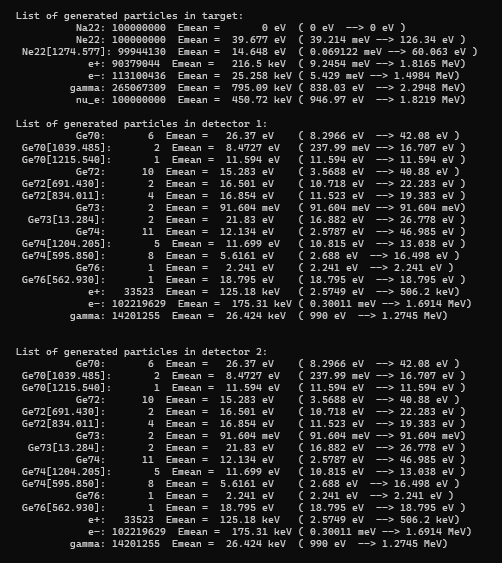 List of generated particles in target:
Na22: 100000000  Emean =       0 eV  ( 0 eV  --> 0 eV )
Ne22: 100000000  Emean =  39.677 eV  ( 39.214 meV --> 126.34 eV )
Ne22[1274.577]: 99944130  Emean =  14.648 eV  ( 0.069122 meV --> 60.063 eV )
e+: 90379044  Emean =   216.5 keV  ( 9.2454 meV --> 1.8165 MeV)
e-: 113100436  Emean =  25.258 keV ( 5.429 meV --> 1.4984 MeV)
gamma: 265067309  Emean =  795.09 keV ( 838.03 eV  --> 2.2948 MeV)
nu_e: 100000000  Emean =  450.72 keV ( 946.97 eV  --> 1.8219 MeV)
List of generated particles in detector 1:
Ge70:       6  Emean =   26.37 eV    ( 8.2966 eV  --> 42.08 eV )
Ge70[1039.485]:       2  Emean =  8.4727 eV    ( 237.99 meV --> 16.707 eV )
Ge70[1215.540]:       1  Emean =  11.594 eV    ( 11.594 eV  --> 11.594 eV )
Ge72:      10  Emean =  15.283 eV    ( 3.5688 eV  --> 40.88 eV )
Ge72[691.430]:       2  Emean =  16.501 eV    ( 10.718 eV  --> 22.283 eV )
Ge72[834.011]:       4  Emean =  16.854 eV    ( 11.523 eV  --> 19.383 eV )
Ge73:       2  Emean =  91.604 meV   ( 91.604 meV --> 91.604 meV)
Ge73[13.284]:       2  Emean =   21.83 eV    ( 16.882 eV  --> 26.778 eV )
Ge74:      11  Emean =  12.134 eV    ( 2.5787 eV  --> 46.985 eV )
Ge74[1204.205]:       5  Emean =  11.699 eV    ( 10.815 eV  --> 13.038 eV )
Ge74[595.850]:       8  Emean =  5.6161 eV    ( 2.688 eV  --> 16.498 eV )
Ge76:       1  Emean =   2.241 eV    ( 2.241 eV  --> 2.241 eV )
Ge76[562.930]:       1  Emean =  18.795 eV    ( 18.795 eV  --> 18.795 eV )
e+:   33523  Emean =  125.18 keV  ( 2.5749 eV  --> 506.2 keV)
e-: 102219629  Emean =  175.31 keV ( 0.30011 meV --> 1.6914 MeV)
gamma: 14201255  Emean =  26.424 keV  ( 990 eV  --> 1.2745 MeV)
List of generated particles in detector 2:
Ge70:       6  Emean =   26.37 eV    ( 8.2966 eV  --> 42.08 eV )
Ge70[1039.485]:       2  Emean =  8.4727 eV    ( 237.99 meV --> 16.707 eV )
Ge70[1215.540]:       1  Emean =  11.594 eV    ( 11.594 eV  --> 11.594 eV )
Ge72:      10  Emean =  15.283 eV    ( 3.5688 eV  --> 40.88 eV )
Ge72[691.430]:       2  Emean =  16.501 eV    ( 10.718 eV  --> 22.283 eV )
Ge72[834.011]:       4  Emean =  16.854 eV    ( 11.523 eV  --> 19.383 eV )
Ge73:       2  Emean =  91.604 meV   ( 91.604 meV --> 91.604 meV)
Ge73[13.284]:       2  Emean =   21.83 eV    ( 16.882 eV  --> 26.778 eV )
Ge74:      11  Emean =  12.134 eV    ( 2.5787 eV  --> 46.985 eV )
Ge74[1204.205]:       5  Emean =  11.699 eV    ( 10.815 eV  --> 13.038 eV )
Ge74[595.850]:       8  Emean =  5.6161 eV    ( 2.688 eV  --> 16.498 eV )
Ge76:       1  Emean =   2.241 eV    ( 2.241 eV  --> 2.241 eV )
Ge76[562.930]:       1  Emean =  18.795 eV    ( 18.795 eV  --> 18.795 eV )
e+:   33523  Emean =  125.18 keV  ( 2.5749 eV  --> 506.2 keV)
e-: 102219629  Emean =  175.31 keV ( 0.30011 meV --> 1.6914 MeV)
gamma: 14201255  Emean =  26.424 keV  ( 990 eV  --> 1.2745 MeV)